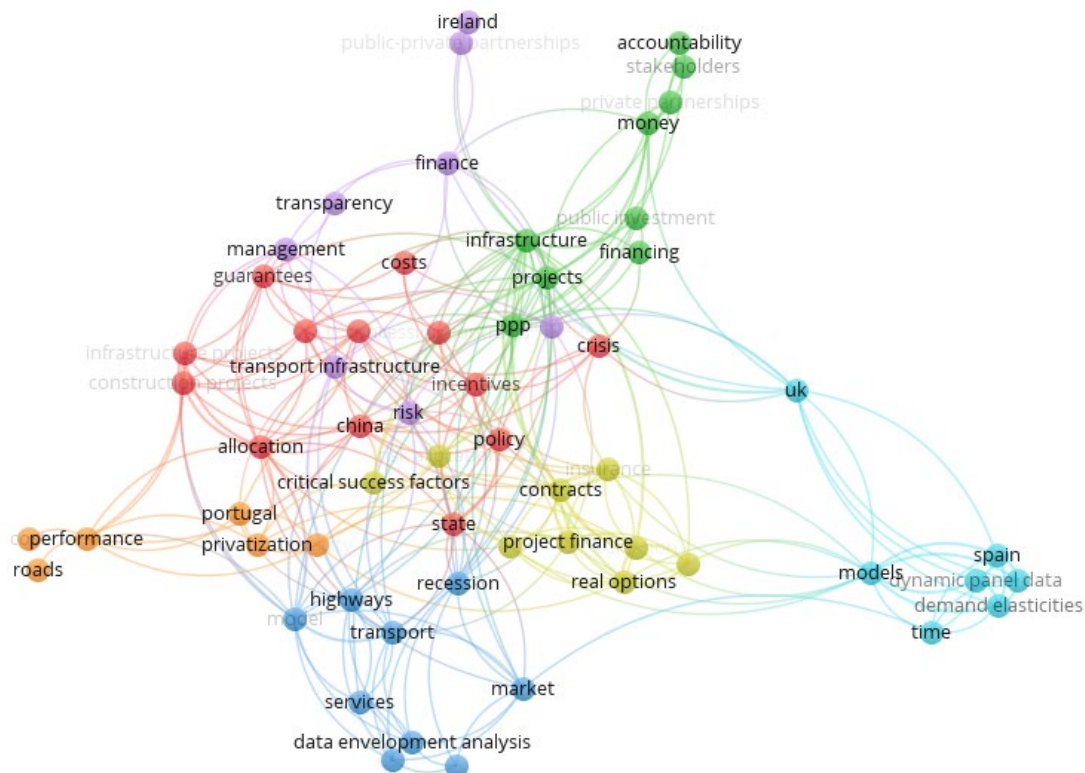 ireland
public-private partnerships
accountability
stakeholders
private partnerships
money
finance
transparency
public investment
infrastructure
management
financing
costs
guarantees
projects
ppp
crisis
infrastructure projects
transport infrastructure
construction projects
incentives
uk
risk
china
policy
allocation
insurance
critical success factors
contracts
portugal
state
performance
privatization
project finance
spain
roads
recession
real options
models
dynamic panel data
highways
demand elasticities
model
transport
time
market
services
data envelopment analysis